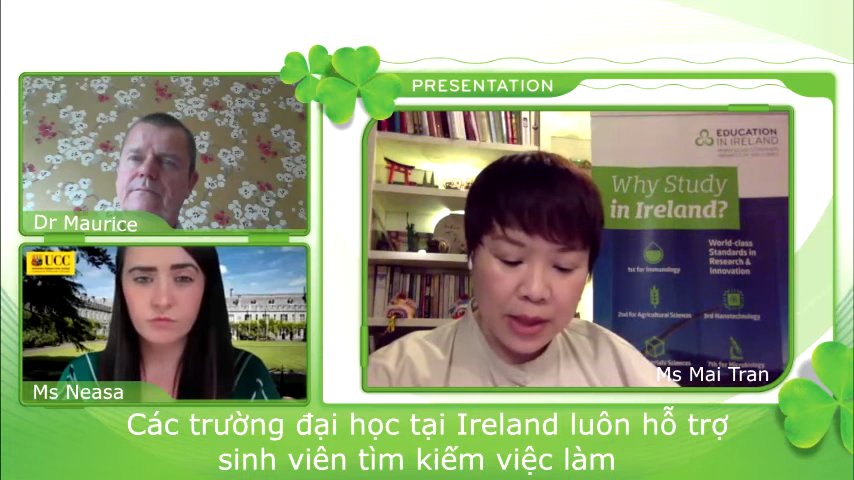 PRESENTATION
Dr Maurice
UCC
Ms Neasa
EDUCATION
IN IRELAND
Why Study
in Ireland?
World-class
Standards in
Research &
Innovation
1st for Immunology
2nd for Agricultural Sciences
3rd Nanotechnology
Ms Mai Tran
Các trường đại học tại Ireland luôn hỗ trợ
sinh viên tìm kiếm việc làm